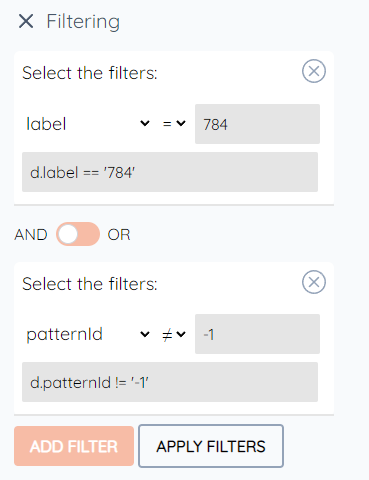 Filtering
Select the filters:
label = 784
d.label == '784'
AND OR
Select the filters:
patternId ≠ -1
d.patternId != '-1'
ADD FILTER APPLY FILTERS